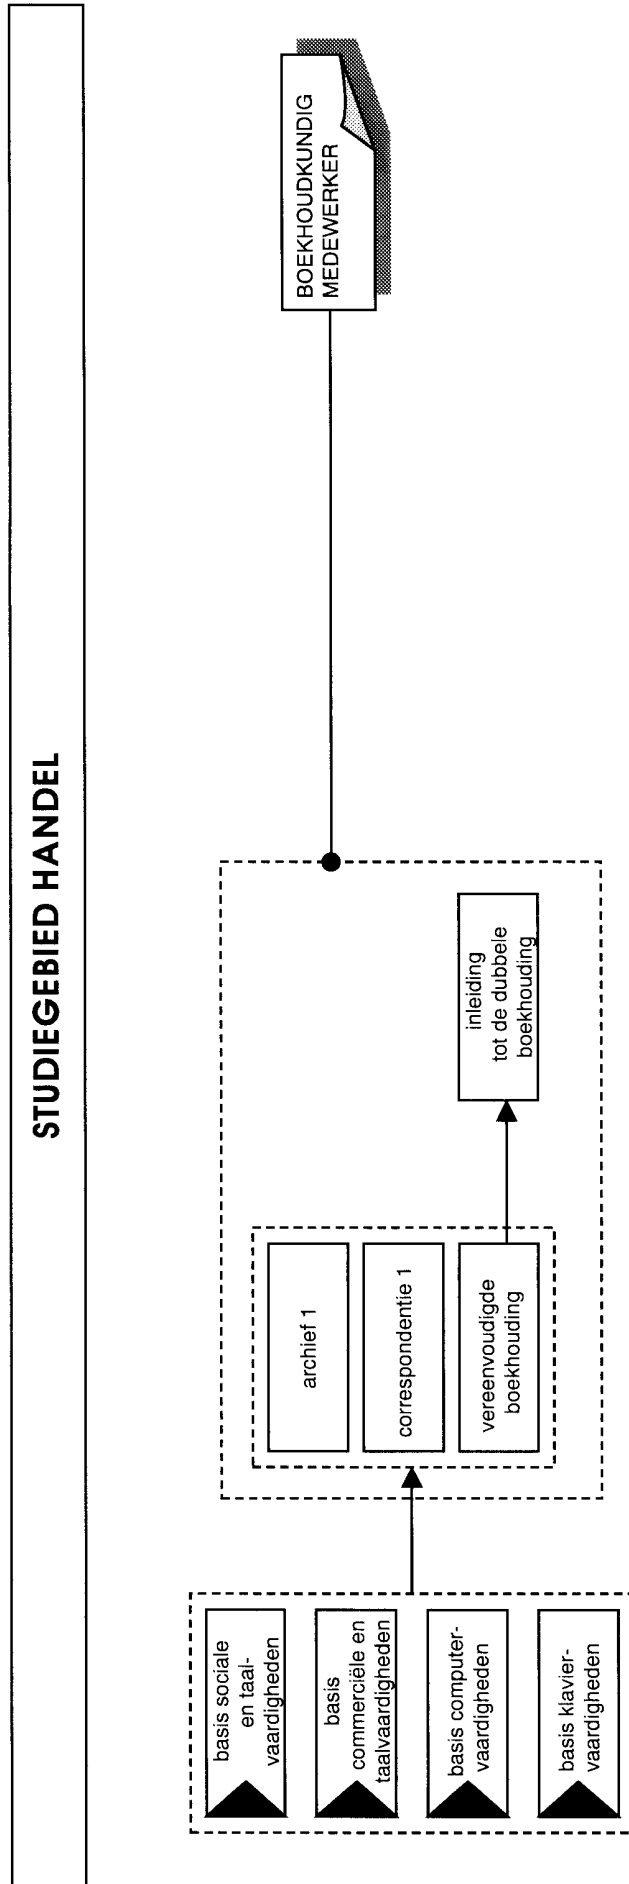 STUDIEGEBIED HANDEL
basis sociale
en taal-
vaardigheden
basis
commerciële en
taalvaardigheden
basis computer-
vaardigheden
basis klavier-
vaardigheden
archief 1
correspondentie 1
vereenvoudigde
boekhouding
inleiding
tot de dubbele
boekhouding
BOEKHOUDKUNDIG
MEDEWERKER